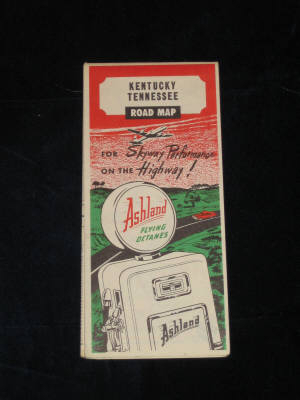 KENTUCKY
TENNESSEE
ROAD MAP
FOR Skyway Performance
ON THE Highway!
Ashland
FLYING
OCTANES
Ashland